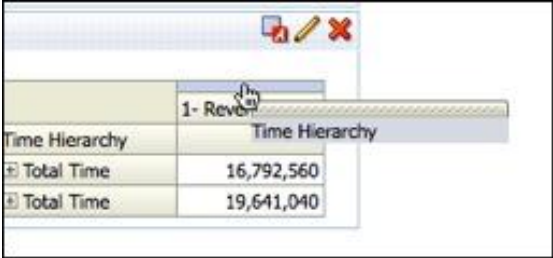 1- Reve
Time Hierarchy
Time Hierarchy
Total Time 16,792,560
Total Time 19,641,040